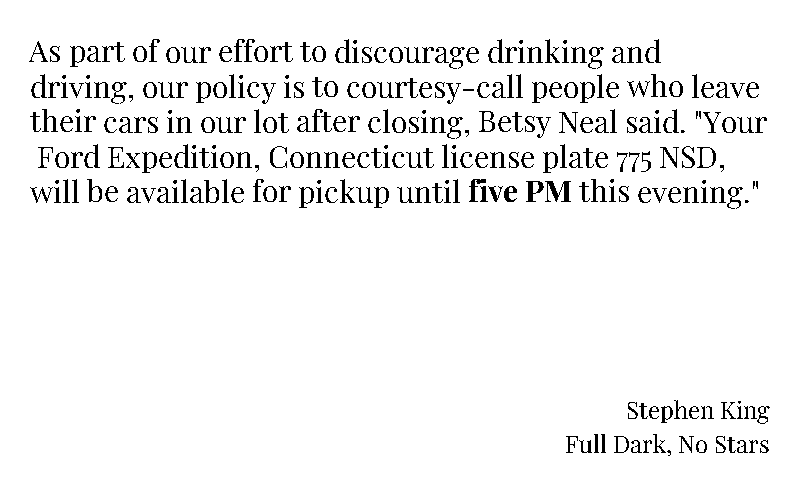 As part of our effort to discourage drinking and
driving, our policy is to courtesy-call people who leave
their cars in our lot after closing, Betsy Neal said. "Your
Ford Expedition, Connecticut license plate 775 NSD,
will be available for pickup until five PM this evening."
Stephen King
Full Dark, No Stars